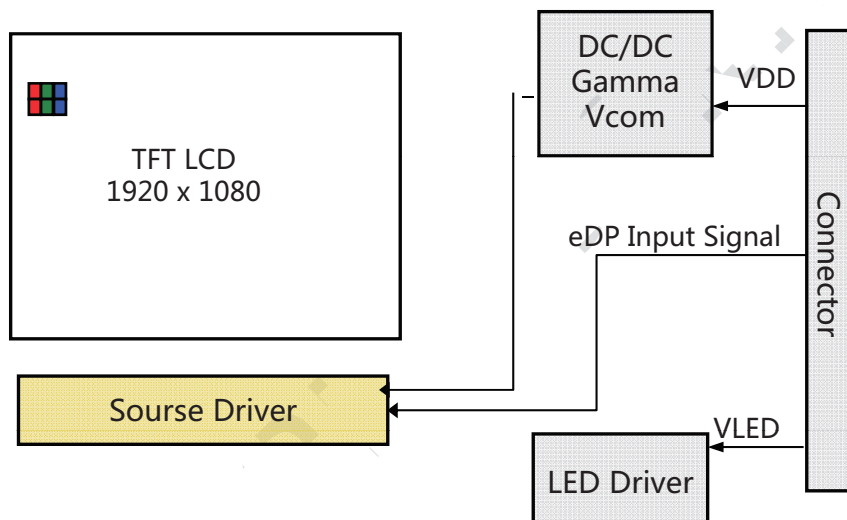 DC/DC
Gamma
Vcom
VDD
TFT LCD
1920 x 1080
eDP Input Signal
Connector
Sourse Driver
VLED
LED Driver